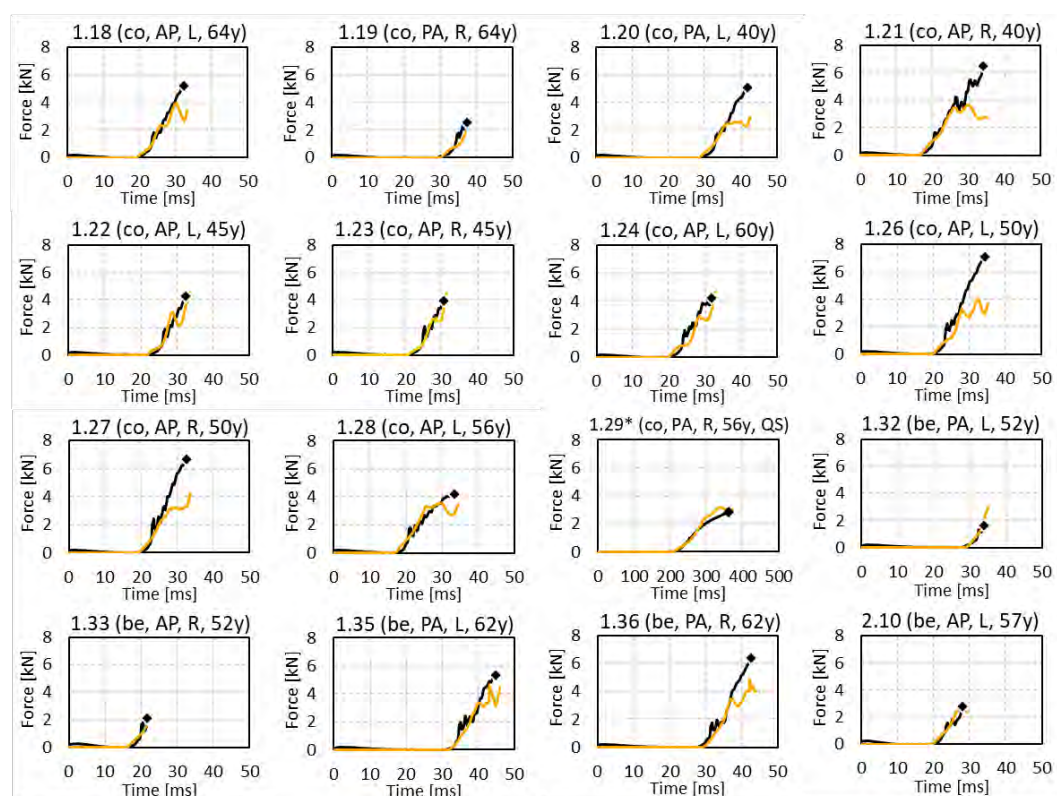 1.18 (co, AP, L, 64y)
1.19 (co, PA, R, 64y)
1.20 (co, PA, L, 40y)
1.21 (co, AP, R, 40y)
Force [kN]
8
6
4
2
0
0 10 20 30 40 50
Time [ms]
Force [kN]
8
6
4
2
0
0 10 20 30 40 50
Time [ms]
Force [kN]
8
6
4
2
0
0 10 20 30 40 50
Time [ms]
Force [kN]
8
6
4
2
0
0 10 20 30 40 50
Time [ms]
1.22 (co, AP, L, 45y)
1.23 (co, AP, R, 45y)
1.24 (co, AP, L, 60y)
1.26 (co, AP, L, 50y)
Force [kN]
8
6
4
2
0
0 10 20 30 40 50
Time [ms]
Force [kN]
8
6
4
2
0
0 10 20 30 40 50
Time [ms]
Force [kN]
8
6
4
2
0
0 10 20 30 40 50
Time [ms]
Force [kN]
8
6
4
2
0
0 10 20 30 40 50
Time [ms]
1.27 (co, AP, R, 50y)
1.28 (co, AP, L, 56y)
1.29* (co, PA, R, 56y, QS)
1.32 (be, PA, L, 52y)
Force [kN]
8
6
4
2
0
0 10 20 30 40 50
Time [ms]
Force [kN]
8
6
4
2
0
0 10 20 30 40 50
Time [ms]
Force [kN]
8
6
4
2
0
0 100 200 300 400 500
Time [ms]
Force [kN]
8
6
4
2
0
0 10 20 30 40 50
Time [ms]
1.33 (be, AP, R, 52y)
1.35 (be, PA, L, 62y)
1.36 (be, PA, R, 62y)
2.10 (be, AP, L, 57y)
Force [kN]
8
6
4
2
0
0 10 20 30 40 50
Time [ms]
Force [kN]
8
6
4
2
0
0 10 20 30 40 50
Time [ms]
Force [kN]
8
6
4
2
0
0 10 20 30 40 50
Time [ms]
Force [kN]
8
6
4
2
0
0 10 20 30 40 50
Time [ms]